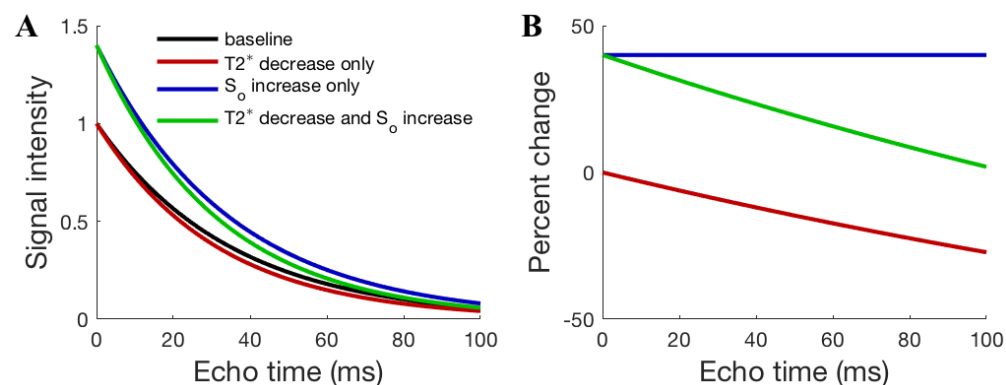 A
1.5
1
0.5
0
0
20
40
60
80
100
Signal intensity
Echo time (ms)
baseline
T2* decrease only
So increase only
T2* decrease and So increase
B
50
0
-50
0
20
40
60
80
100
Percent change
Echo time (ms)